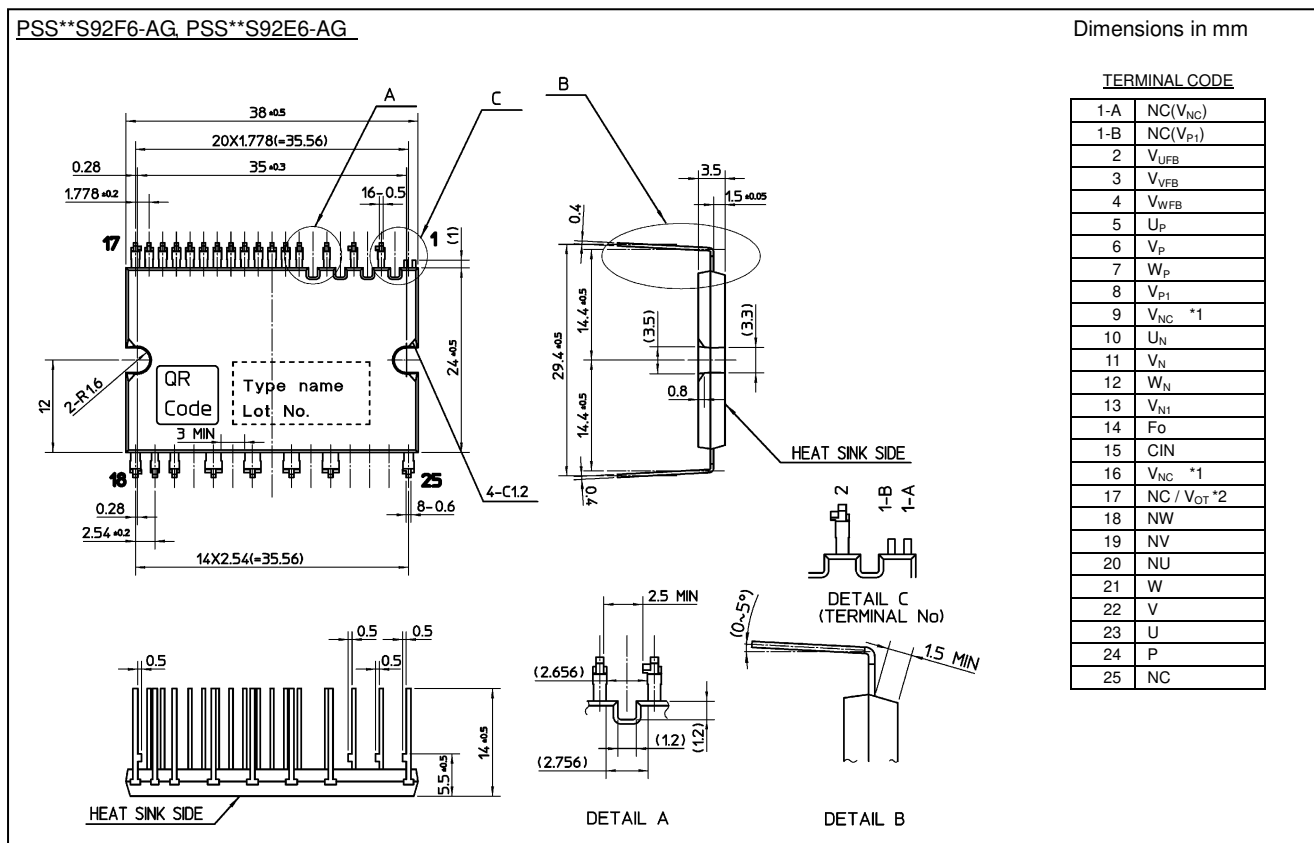 PSS**S92F6-AG, PSS**S92E6-AG
Dimensions in mm
A
C
B
38 ±0.5
20X1.778(=35.56)
0.28
35 ±0.3
1.778 ±0.2
16-0.5
17
1
(1)
24 ±0.5
12
2-R1.6
QR
Code
Type name
Lot No.
3 MIN
18
25
4-C1.2
0.28
8-0.6
2.54 ±0.2
14X2.54(=35.56)
3.5
1.5 ±0.05
0.4
29.4 ±0.5
14.4 ±0.5
(3.5)
(3.3)
0.8
14.4 ±0.5
0.4
HEAT SINK SIDE
2
1-B
1-A
DETAIL C
(TERMINAL No)
0.5
0.5
0.5
0.5
14 ±0.5
5.5 ±0.5
HEAT SINK SIDE
2.5 MIN
(2.656)
(1.2)
(1.2)
(2.756)
DETAIL A
(0~5°)
1.5 MIN
DETAIL B
TERMINAL CODE
1-A NC(VNC)
1-B NC(VP1)
2 VUFB
3 VVFB
4 VWFB
5 UP
6 VP
7 WP
8 VP1
9 VNC *1
10 UN
11 VN
12 WN
13 VN1
14 Fo
15 CIN
16 VNC *1
17 NC / VOT *2
18 NW
19 NV
20 NU
21 W
22 V
23 U
24 P
25 NC